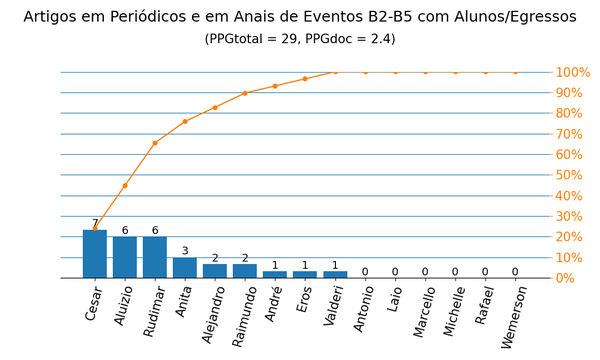 Artigos em Periódicos e em Anais de Eventos B2-B5 com Alunos/Egressos
(PPGtotal = 29, PPGdoc = 2.4)
100%
90%
80%
70%
60%
50%
40%
30%
20%
10%
0%
7
6
6
3
2
2
1
1
1
0
0
0
0
0
0
Cesar
Aluizio
Rudimar
Anita
Alejandro
Raimundo
André
Eros
Valderi
Antonio
Laio
Marcello
Michelle
Rafael
Wemerson